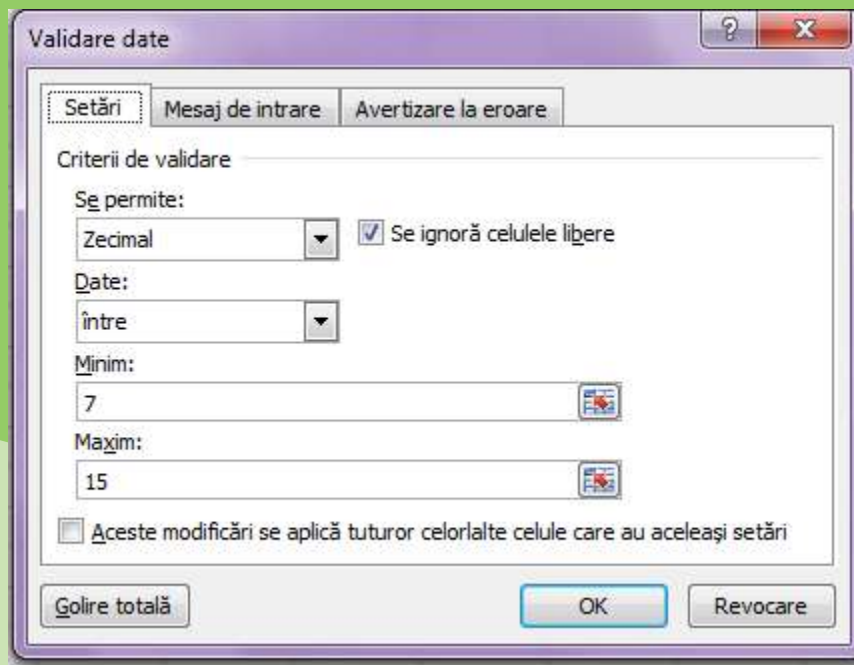 Validare date
Setări Mesaj de intrare Avertizare la eroare
Criterii de validare
Se permite:
Zecimal Se ignoră celulele libere
Date:
între
Minim:
7
Maxim:
15
Aceste modificări se aplică tuturor celorlalte celule care au aceleași setări
Golire totală OK Revocare